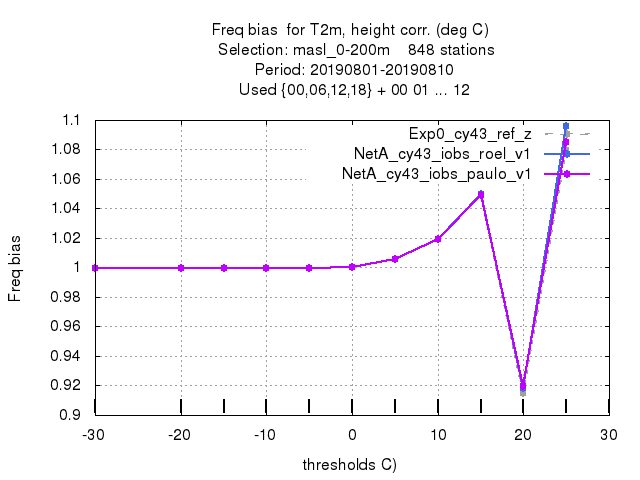 Freq bias  for T2m, height corr. (deg C)
Selection: masl_0-200m    848 stations
Period: 20190801-20190810
Used {00,06,12,18} + 00 01 ... 12
Exp0_cy43_ref_z
NetA_cy43_iobs_roel_v1
NetA_cy43_iobs_paulo_v1
1.1
1.08
1.06
1.04
1.02
1
0.98
0.96
0.94
0.92
0.9
Freq bias
-30 -20 -10 0 10 20 30
thresholds C)